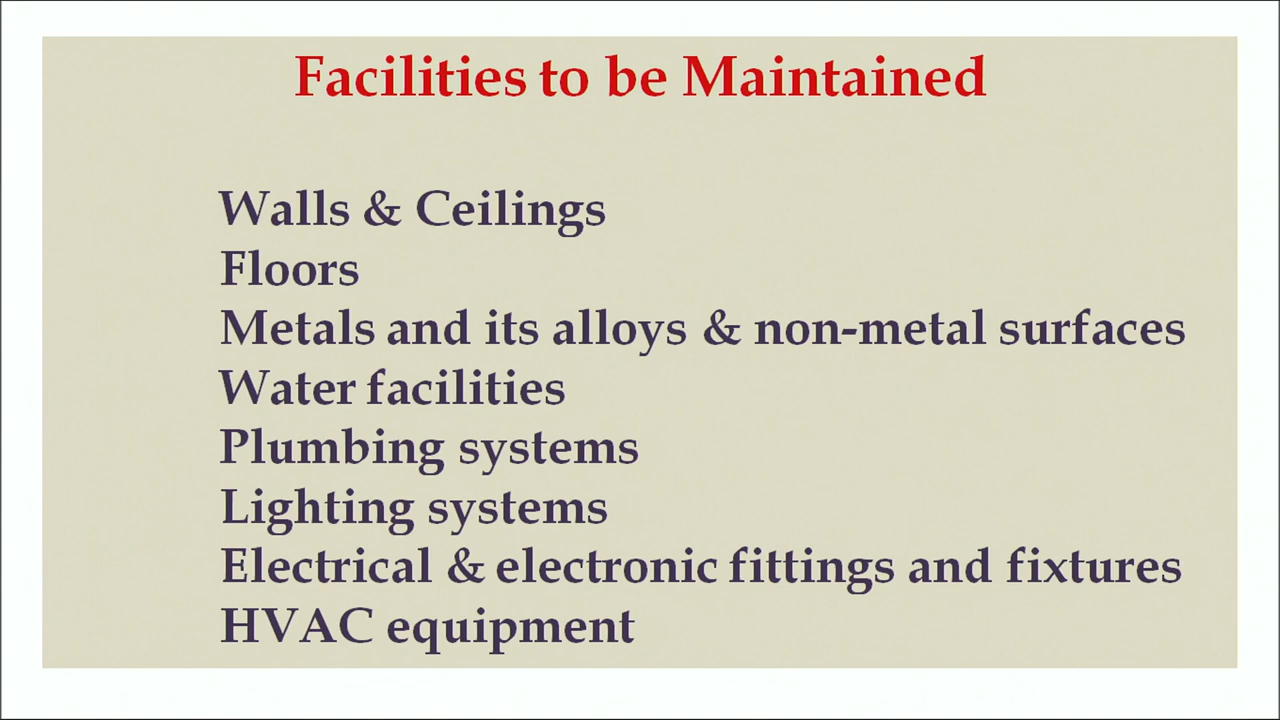 Facilities to be Maintained
Walls & Ceilings
Floors
Metals and its alloys & non-metal surfaces
Water facilities
Plumbing systems
Lighting systems
Electrical & electronic fittings and fixtures
HVAC equipment